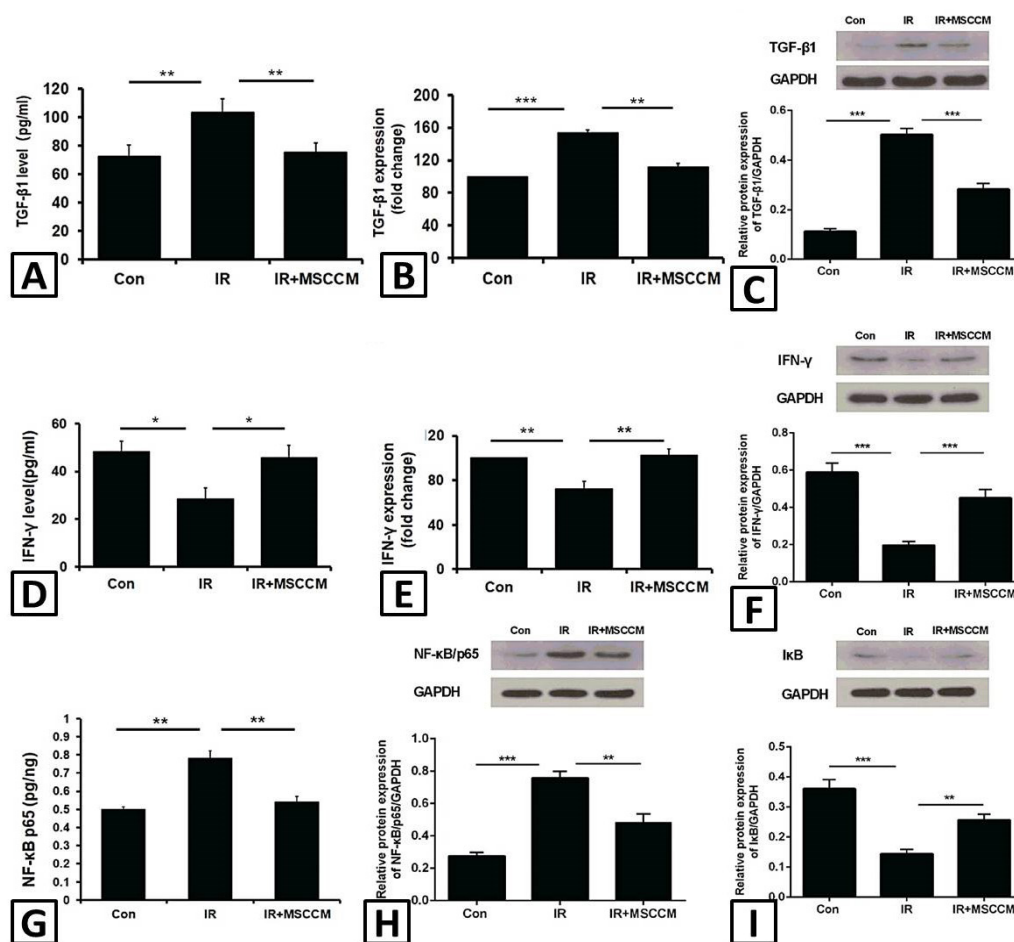 **
**
TGF-β1 level (pg/ml)
120
100
80
60
40
20
0
Con
IR
IR+MSCCM
A
***
**
TGF-β1 expression
(fold change)
200
160
120
80
40
0
Con
IR
IR+MSCCM
B
Con
IR
IR+MSCCM
TGF-β1
GAPDH
***
***
Relative protein expression
of TGF-β1/GAPDH
0.6
0.4
0.2
0.0
Con
IR
IR+MSCCM
C
*
*
IFN-γ level(pg/ml)
60
40
20
0
Con
IR
IR+MSCCM
D
**
**
IFN-γ expression
(fold change)
120
80
40
0
Con
IR
IR+MSCCM
E
Con
IR
IR+MSCCM
IFN-γ
GAPDH
***
***
Relative protein expression
of IFN-γ/GAPDH
0.8
0.6
0.4
0.2
0.0
Con
IR
IR+MSCCM
F
**
**
NF-κB p65 (pg/ng)
1
0.9
0.8
0.7
0.6
0.5
0.4
0.3
0.2
0.1
0
Con
IR
IR+MSCCM
G
Con
IR
IR+MSCCM
NF-κB/p65
GAPDH
***
**
Relative protein expression
of NF-κB/p65/GAPDH
1.0
0.8
0.6
0.4
0.2
0.0
Con
IR
IR+MSCCM
H
Con
IR
IR+MSCCM
IκB
GAPDH
***
**
Relative protein expression
of IκB/GAPDH
0.5
0.4
0.3
0.2
0.1
0.0
Con
IR
IR+MSCCM
I